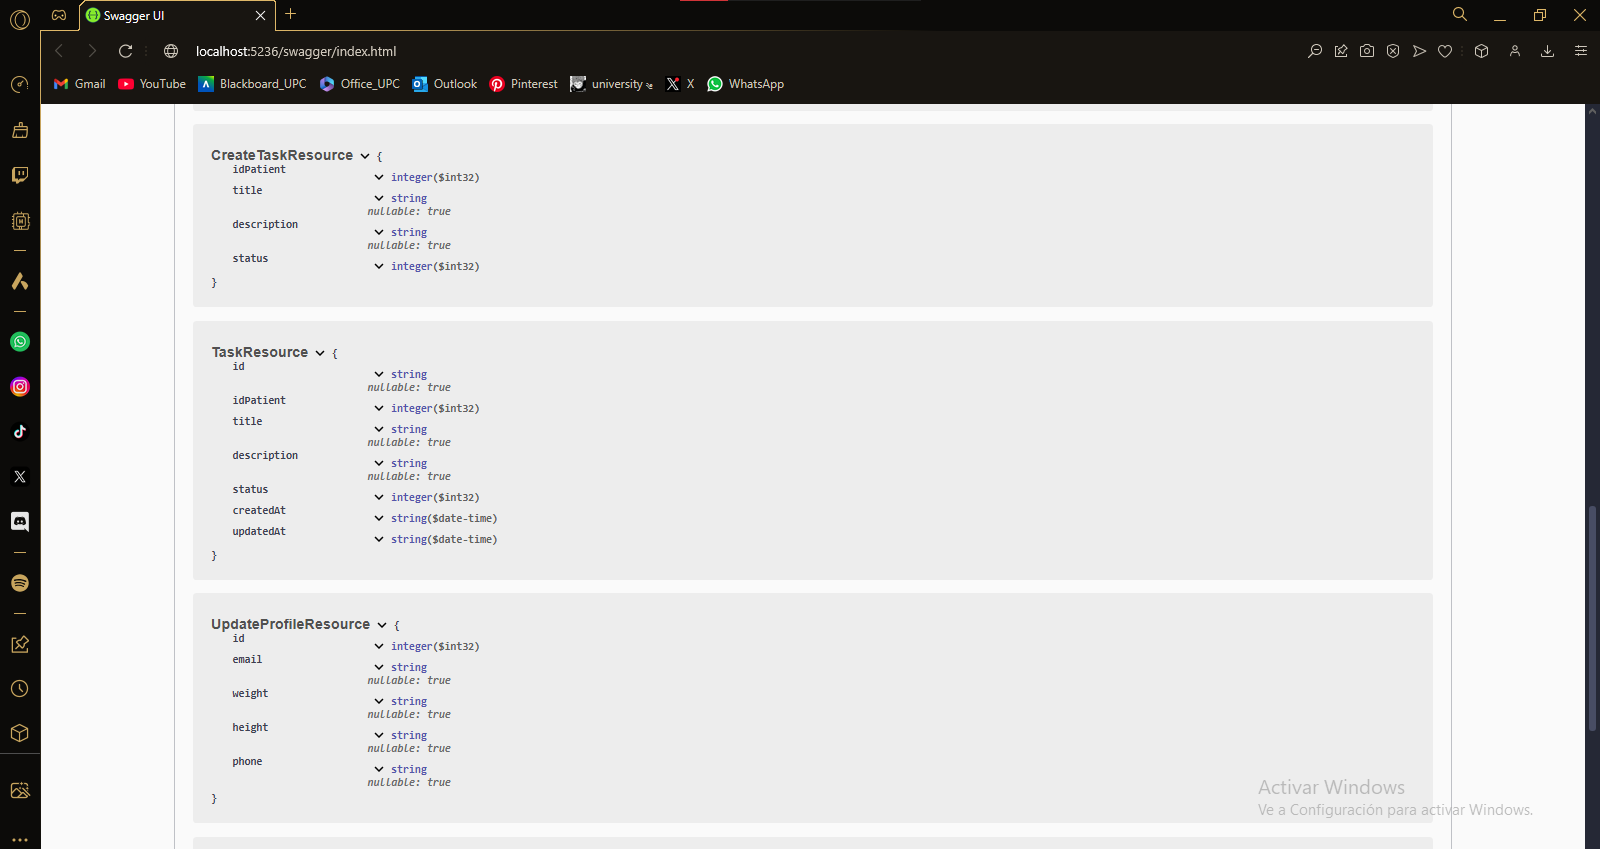 Swagger UI
localhost:5236/swagger/index.html
Gmail YouTube Blackboard_UPC Office_UPC Outlook Pinterest university X WhatsApp
CreateTaskResource {
idPatient integer($int32)
title string
nullable: true
description string
nullable: true
status integer($int32)
}
TaskResource {
id string
nullable: true
idPatient integer($int32)
title string
nullable: true
description string
nullable: true
status integer($int32)
createdAt string($date-time)
updatedAt string($date-time)
}
UpdateProfileResource {
id integer($int32)
email string
nullable: true
weight string
nullable: true
height string
nullable: true
phone string
nullable: true
}
Activar Windows
Ve a Configuración para activar Windows.